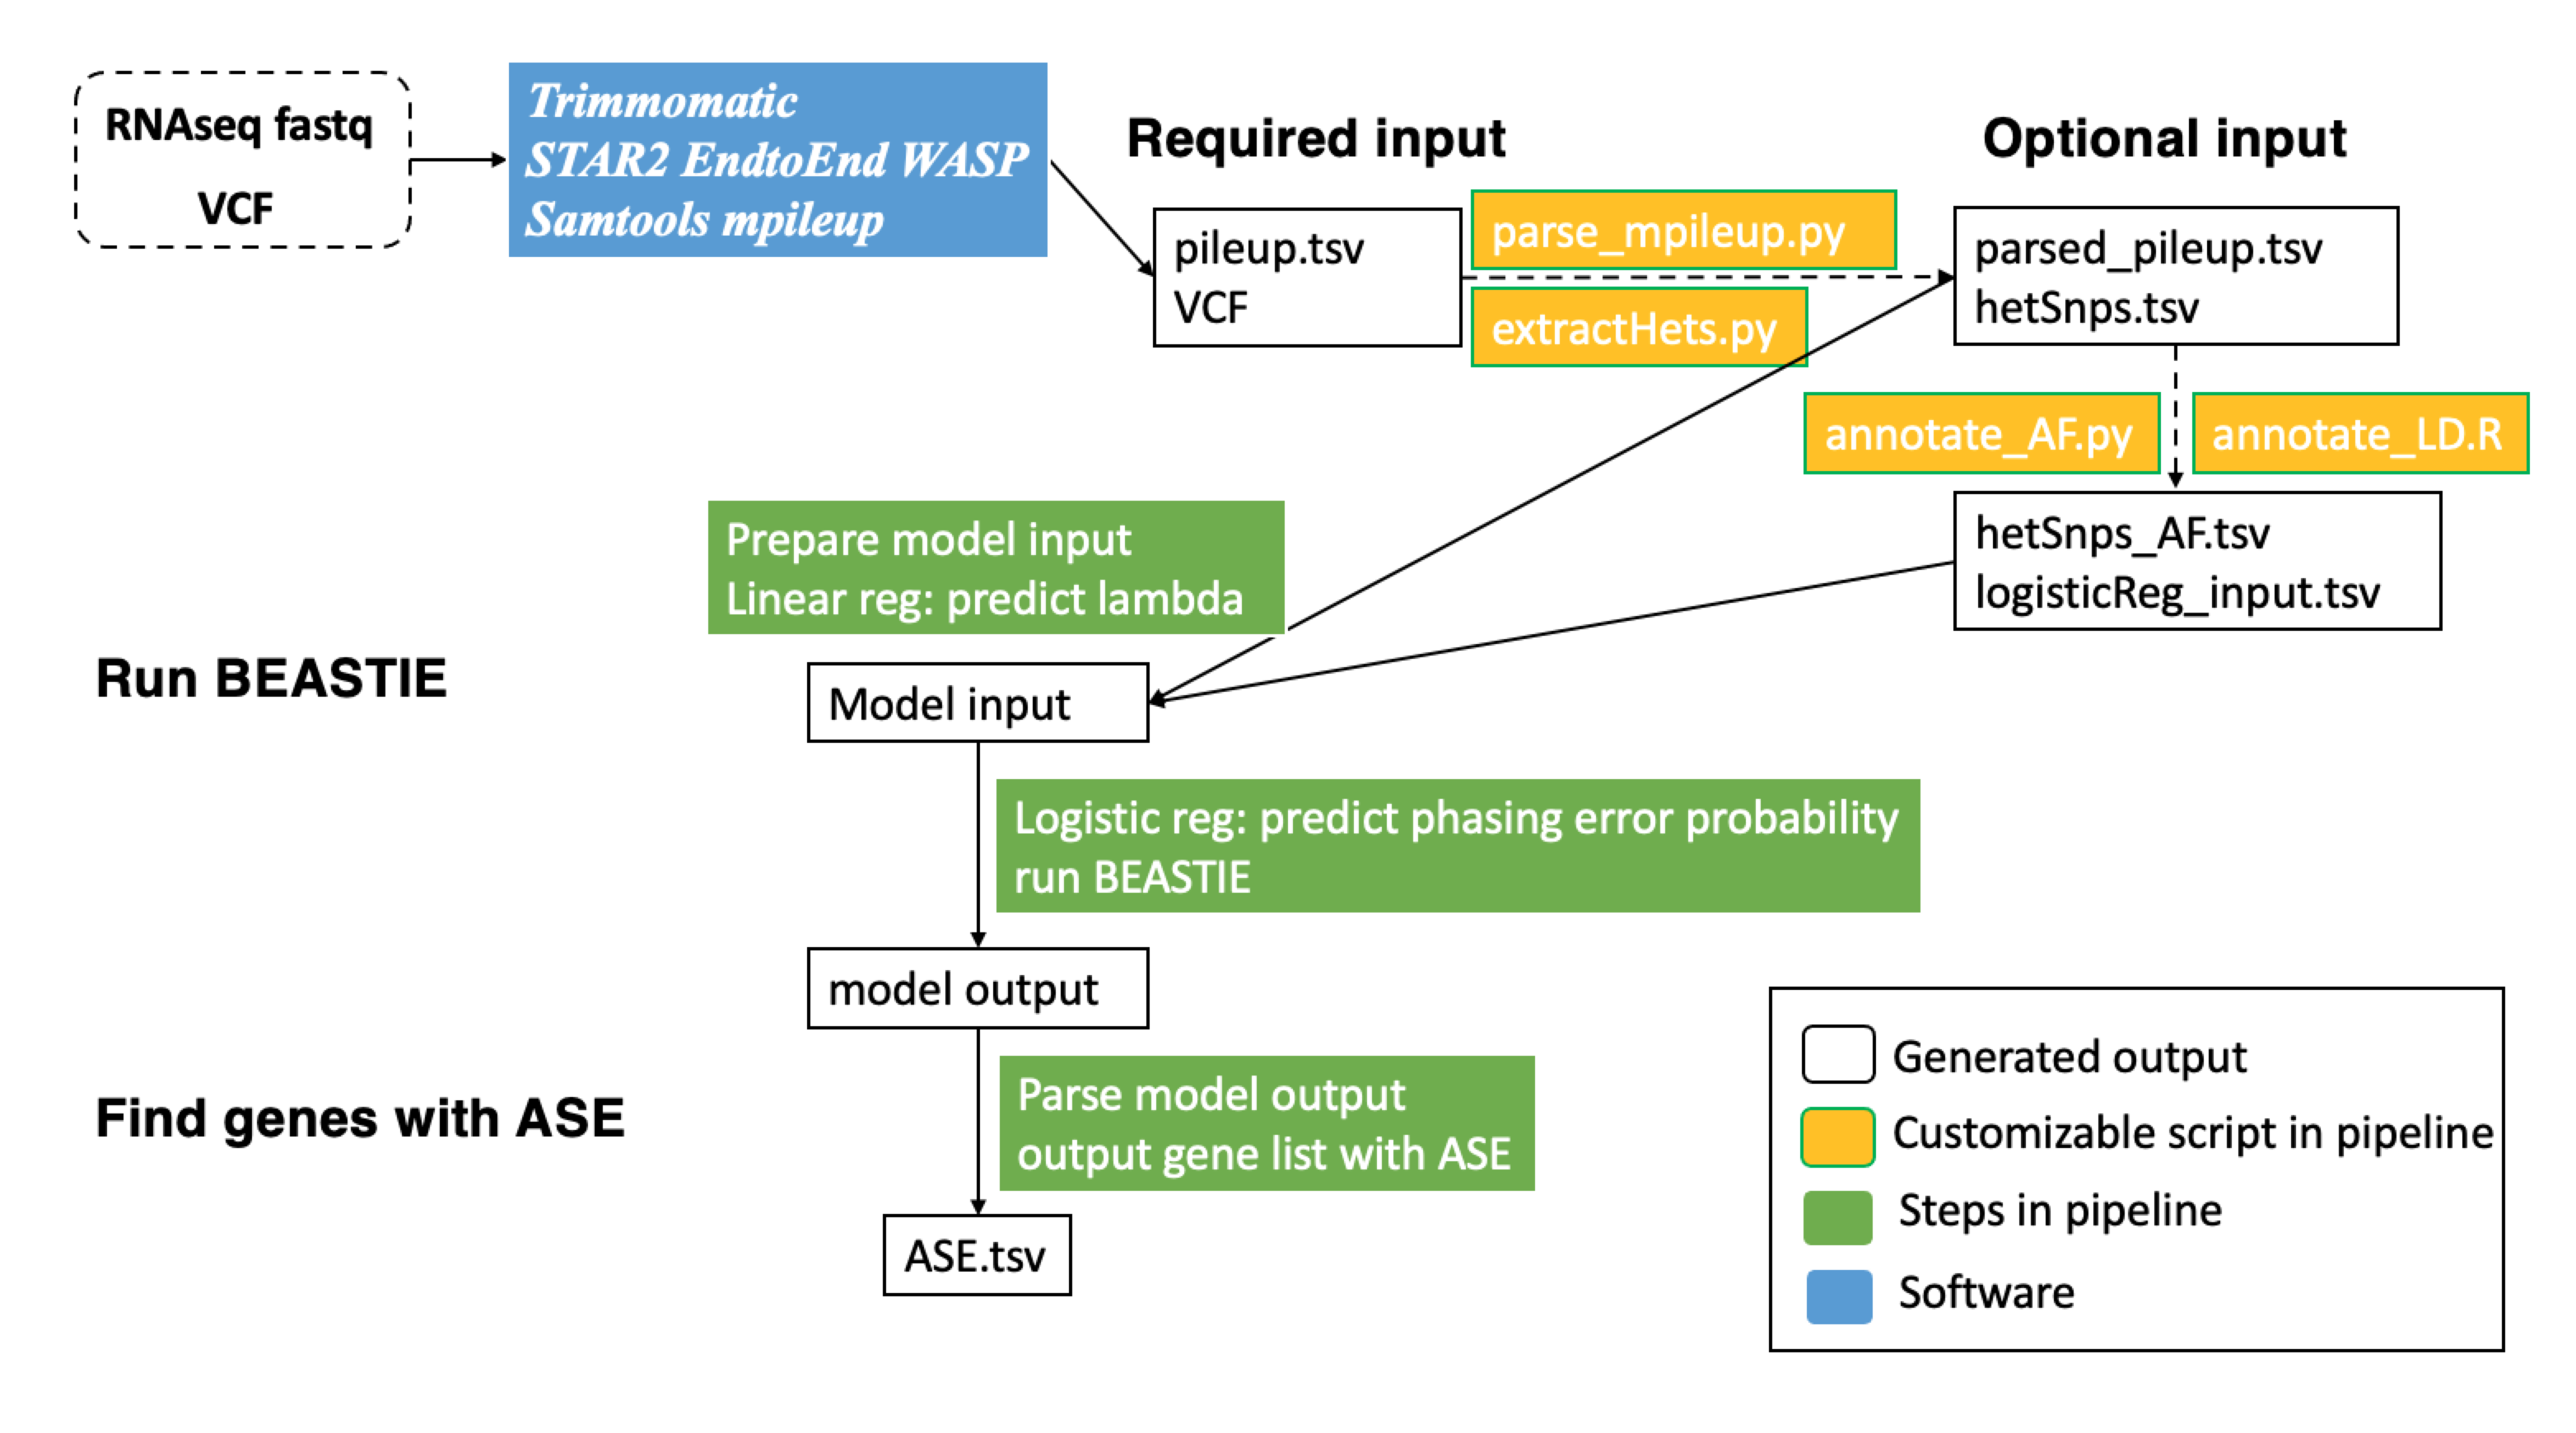 RNAseq fastq
VCF
Trimmomatic
STAR2 EndtoEnd WASP
Samtools mpileup
Required input
Optional input
pileup.tsv
VCF
parse_mpileup.py
extractHets.py
parsed_pileup.tsv
hetSnps.tsv
annotate_AF.py
annotate_LD.R
hetSnps_AF.tsv
logisticReg_input.tsv
Prepare model input
Linear reg: predict lambda
Run BEASTIE
Model input
Logistic reg: predict phasing error probability
run BEASTIE
model output
Find genes with ASE
Parse model output
output gene list with ASE
ASE.tsv
Generated output
Customizable script in pipeline
Steps in pipeline
Software